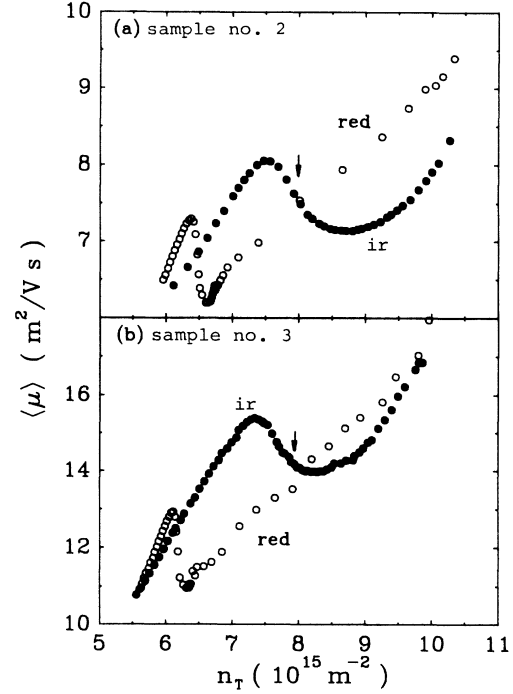 10
(a) sample no. 2
9
red
8
7
ir
⟨μ⟩ (m²/Vs)
(b) sample no. 3
16
ir
14
12
red
10
5 6 7 8 9 10 11
n_T (10¹⁵ m⁻²)